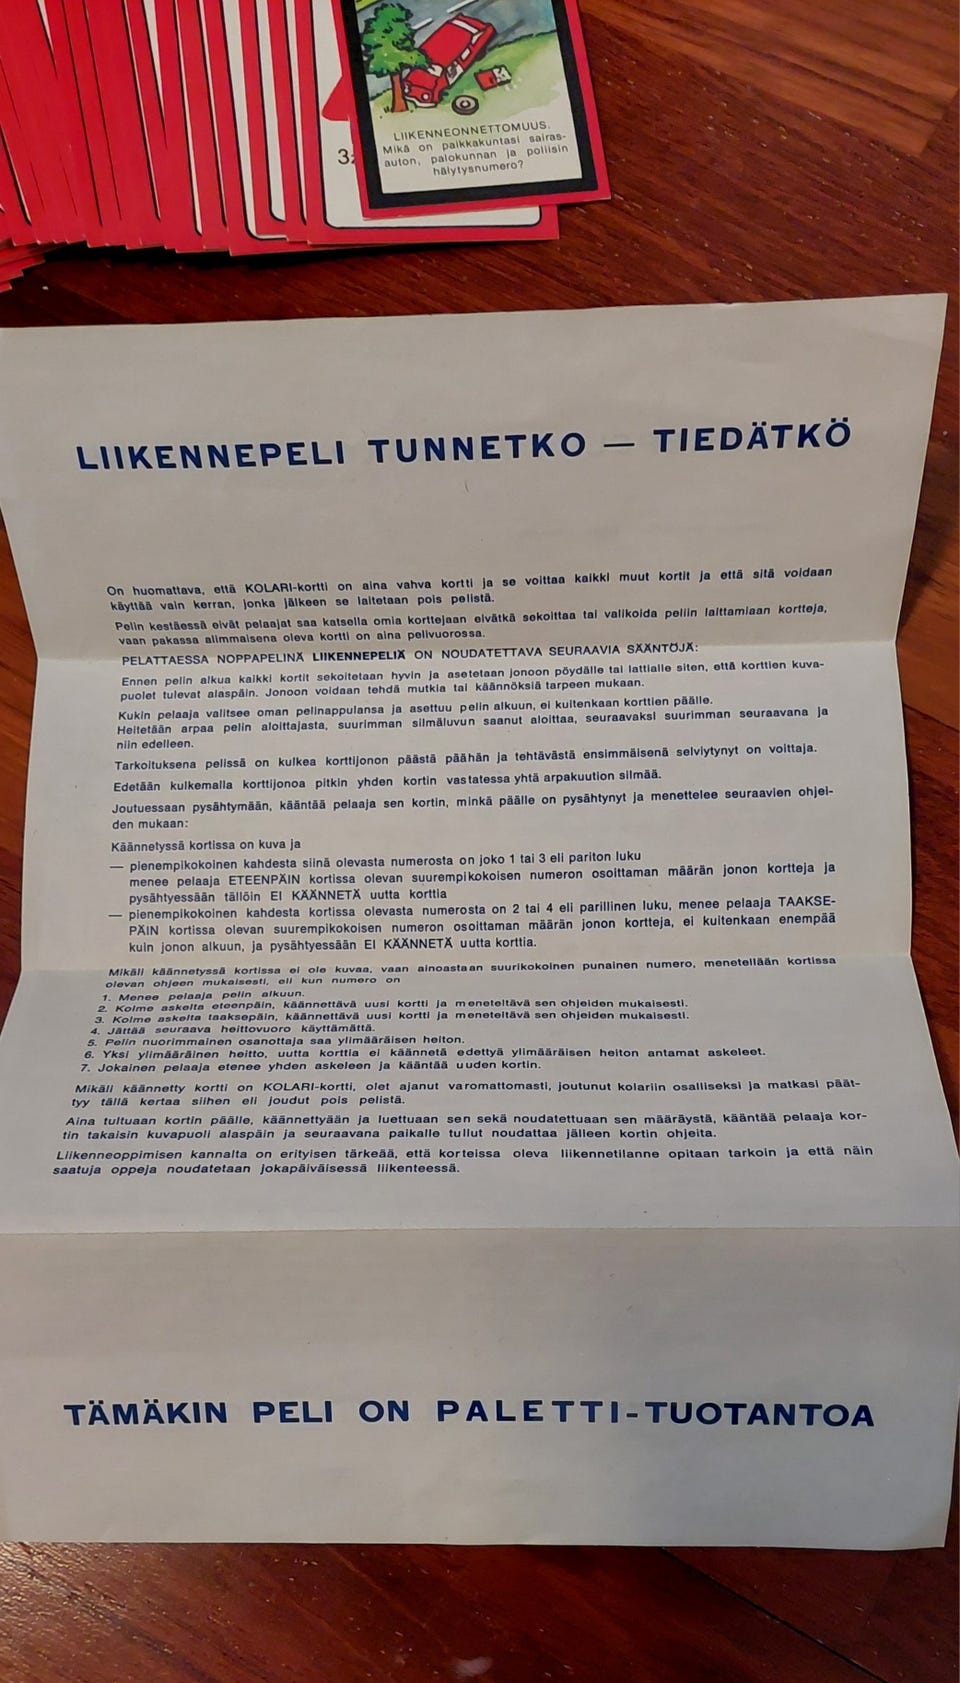 LIIKENNEONNETTOMUUS.
Mikä on paikkakuntasi sairas-
auton, palokunnan ja poliisin
hälytysnumero?
3
LIIKENNEPELI TUNNETKO — TIEDÄTKÖ
On huomattava, että KOLARI-kortti on aina vahva kortti ja se voittaa kaikki muut kortit ja että sitä voidaan
käyttää vain kerran, jonka jälkeen se laitetaan pois pelistä.
Pelin kestäessä eivät pelaajat saa katsella omia korttejaan eivätkä sekoittaa tai valikoida peliin laittamiaan kortteja,
vaan pakassa alimmaisena oleva kortti on aina pelivuorossa.
PELATTAESSA NOPPAPELINÄ LIIKENNEPELIÄ ON NOUDATETTAVA SEURAAVIA SÄÄNTÖJÄ:
Ennen pelin alkua kaikki kortit sekoitetaan hyvin ja asetetaan jonoon pöydälle tai lattialle siten, että korttien kuva-
puolet tulevat alaspäin. Jonoon voidaan tehdä mutkia tai käännöksiä tarpeen mukaan.
Kukin pelaaja valitsee oman pelinappulansa ja asettuu pelin alkuun, ei kuitenkaan korttien päälle.
Heitetään arpaa pelin aloittajasta, suurimman silmäluvun saanut aloittaa, seuraavaksi suurimman seuraavana ja
niin edelleen.
Tarkoituksena pelissä on kulkea korttijonon päästä päähän ja tehtävästä ensimmäisenä selviytynyt on voittaja.
Edetään kulkemalla korttijonoa pitkin yhden kortin vastatessa yhtä arpakuution silmää.
Joutuessaan pysähtymään, kääntää pelaaja sen kortin, minkä päälle on pysähtynyt ja menettelee seuraavien ohjei-
den mukaan:
Käännetyssä kortissa on kuva ja
— pienempikokoinen kahdesta siinä olevasta numerosta on joko 1 tai 3 eli pariton luku
menee pelaaja ETEENPÄIN kortissa olevan suurempikokoisen numeron osoittaman määrän jonon kortteja ja
pysähtyessään tällöin EI KÄÄNNETÄ uutta korttia
— pienempikokoinen kahdesta kortissa olevasta numerosta on 2 tai 4 eli parillinen luku, menee pelaaja TAAKSE-
PÄIN kortissa olevan suurempikokoisen numeron osoittaman määrän jonon kortteja, ei kuitenkaan enempää
kuin jonon alkuun, ja pysähtyessään EI KÄÄNNETÄ uutta korttia.
Mikäli käännetyssä kortissa ei ole kuvaa, vaan ainoastaan suurikokoinen punainen numero, menetellään kortissa
olevan ohjeen mukaisesti, eli kun numero on
1. Menee pelaaja pelin alkuun.
2. Kolme askelta eteenpäin, käännettävä uusi kortti ja meneteltävä sen ohjeiden mukaisesti.
3. Kolme askelta taaksepäin, käännettävä uusi kortti ja meneteltävä sen ohjeiden mukaisesti.
4. Jättää seuraava heittovuoro käyttämättä.
5. Pelin nuorimmainen osanottaja saa ylimääräisen heiton.
6. Yksi ylimääräinen heitto, uutta korttia ei käännetä edettyä ylimääräisen heiton antamat askeleet.
7. Jokainen pelaaja etenee yhden askeleen ja kääntää uuden kortin.
Mikäli käännetty kortti on KOLARI-kortti, olet ajanut varomattomasti, joutunut kolariin osalliseksi ja matkasi päät-
tyy tällä kertaa siihen eli joudut pois pelistä.
Aina tultuaan kortin päälle, käännettyään ja luettuaan sen sekä noudatettuaan sen määräystä, kääntää pelaaja kor-
tin takaisin kuvapuoli alaspäin ja seuraavana paikalle tullut noudattaa jälleen kortin ohjeita.
Liikenneoppimisen kannalta on erityisen tärkeää, että korteissa oleva liikennetilanne opitaan tarkoin ja että näin
saatuja oppeja noudatetaan jokapäiväisessä liikenteessä.
TÄMÄKIN PELI ON PALETTI-TUOTANTOA